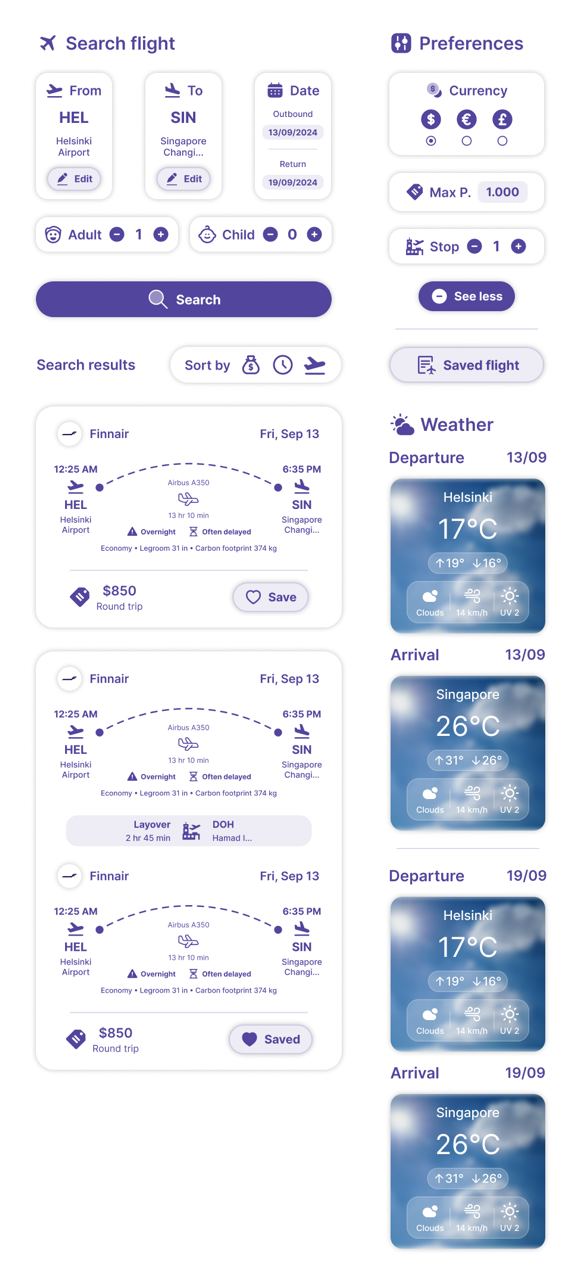 Search flight
From
HEL
Helsinki
Airport
Edit
To
SIN
Singapore
Changi...
Edit
Date
Outbound
13/09/2024
Return
19/09/2024
Adult 1
Child 0
Search
Search results
Sort by
Finnair
Fri, Sep 13
12:25 AM
6:35 PM
Airbus A350
HEL
SIN
Helsinki
Airport
13 hr 10 min
Singapore
Changi...
Overnight
Often delayed
Economy • Legroom 31 in • Carbon footprint 374 kg
$850
Round trip
Save
Finnair
Fri, Sep 13
12:25 AM
6:35 PM
Airbus A350
HEL
SIN
Helsinki
Airport
13 hr 10 min
Singapore
Changi...
Overnight
Often delayed
Economy • Legroom 31 in • Carbon footprint 374 kg
Layover
2 hr 45 min
DOH
Hamad I...
Finnair
Fri, Sep 13
12:25 AM
6:35 PM
Airbus A350
HEL
SIN
Helsinki
Airport
13 hr 10 min
Singapore
Changi...
Overnight
Often delayed
Economy • Legroom 31 in • Carbon footprint 374 kg
$850
Round trip
Saved
Preferences
Currency
$ € £
Max P. 1.000
Stop 1
See less
Saved flight
Weather
Departure 13/09
Helsinki
17°C
↑19° ↓16°
Clouds
14 km/h
UV 2
Arrival 13/09
Singapore
26°C
↑31° ↓26°
Clouds
14 km/h
UV 2
Departure 19/09
Helsinki
17°C
↑19° ↓16°
Clouds
14 km/h
UV 2
Arrival 19/09
Singapore
26°C
↑31° ↓26°
Clouds
14 km/h
UV 2